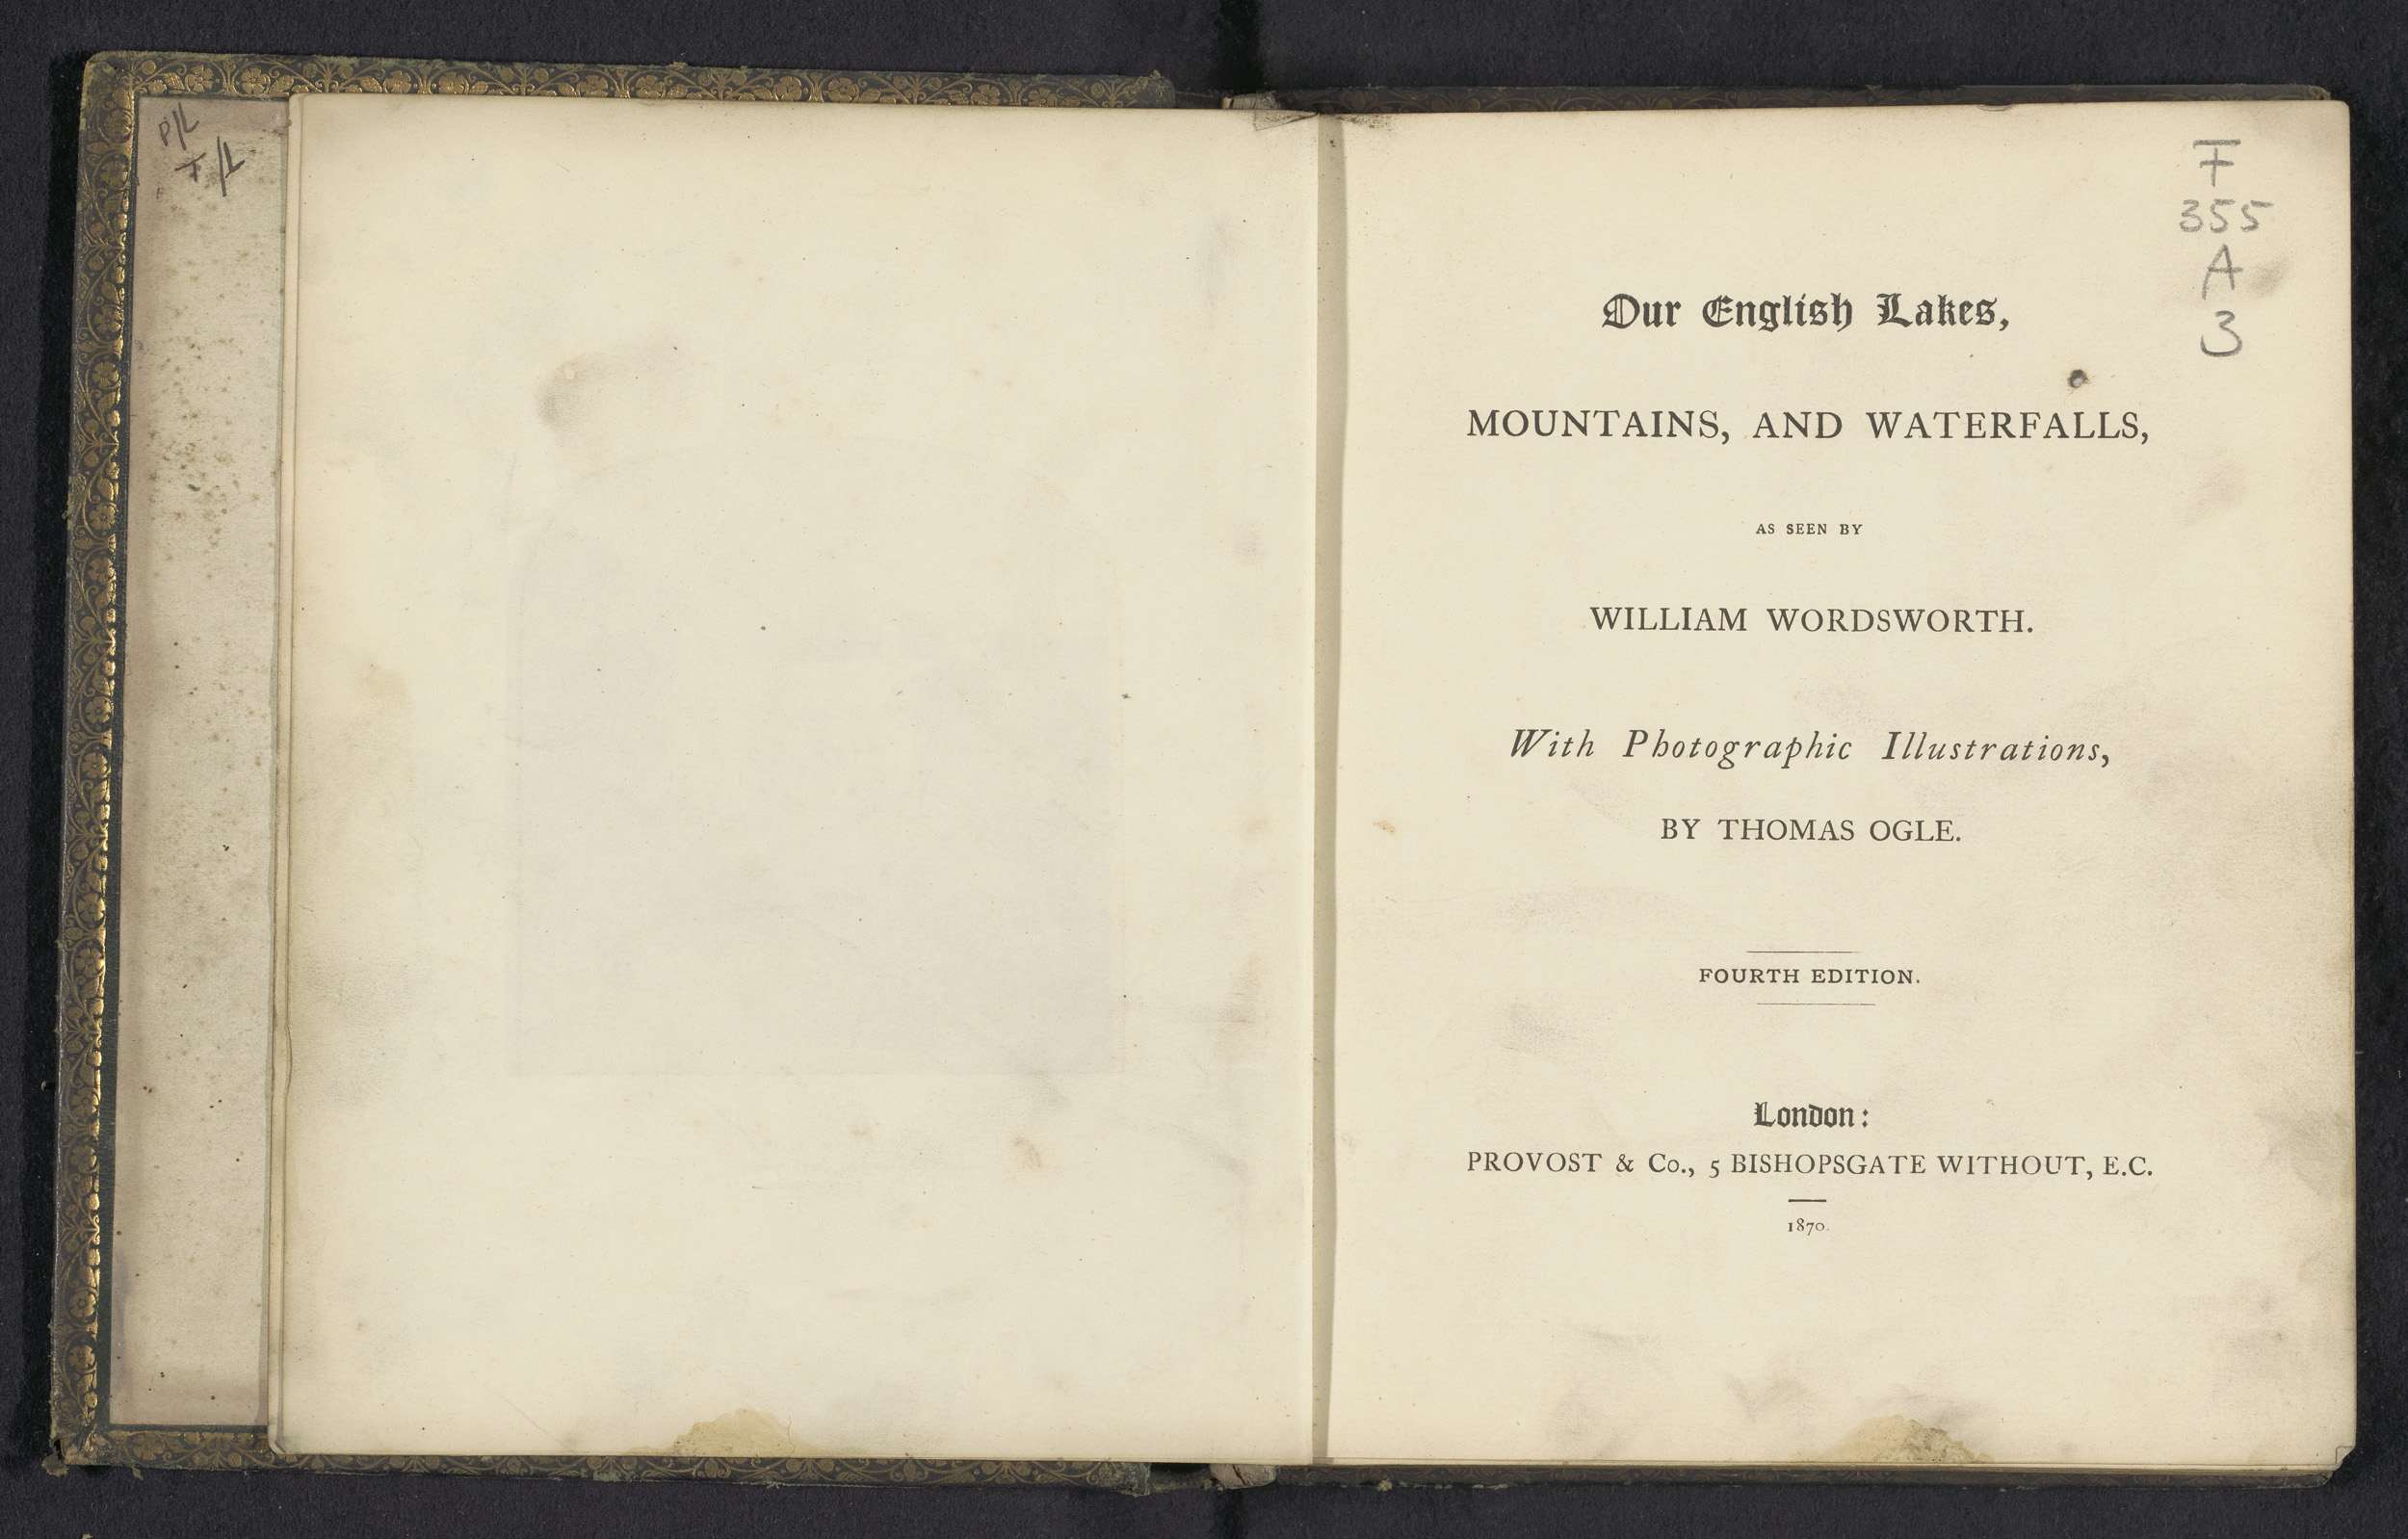 P/L
F/L
F
355
A
3
Our English Lakes,
MOUNTAINS, AND WATERFALLS,
AS SEEN BY
WILLIAM WORDSWORTH.
With Photographic Illustrations,
BY THOMAS OGLE.
FOURTH EDITION.
London:
PROVOST & Co., 5 BISHOPSGATE WITHOUT, E.C.
1870.